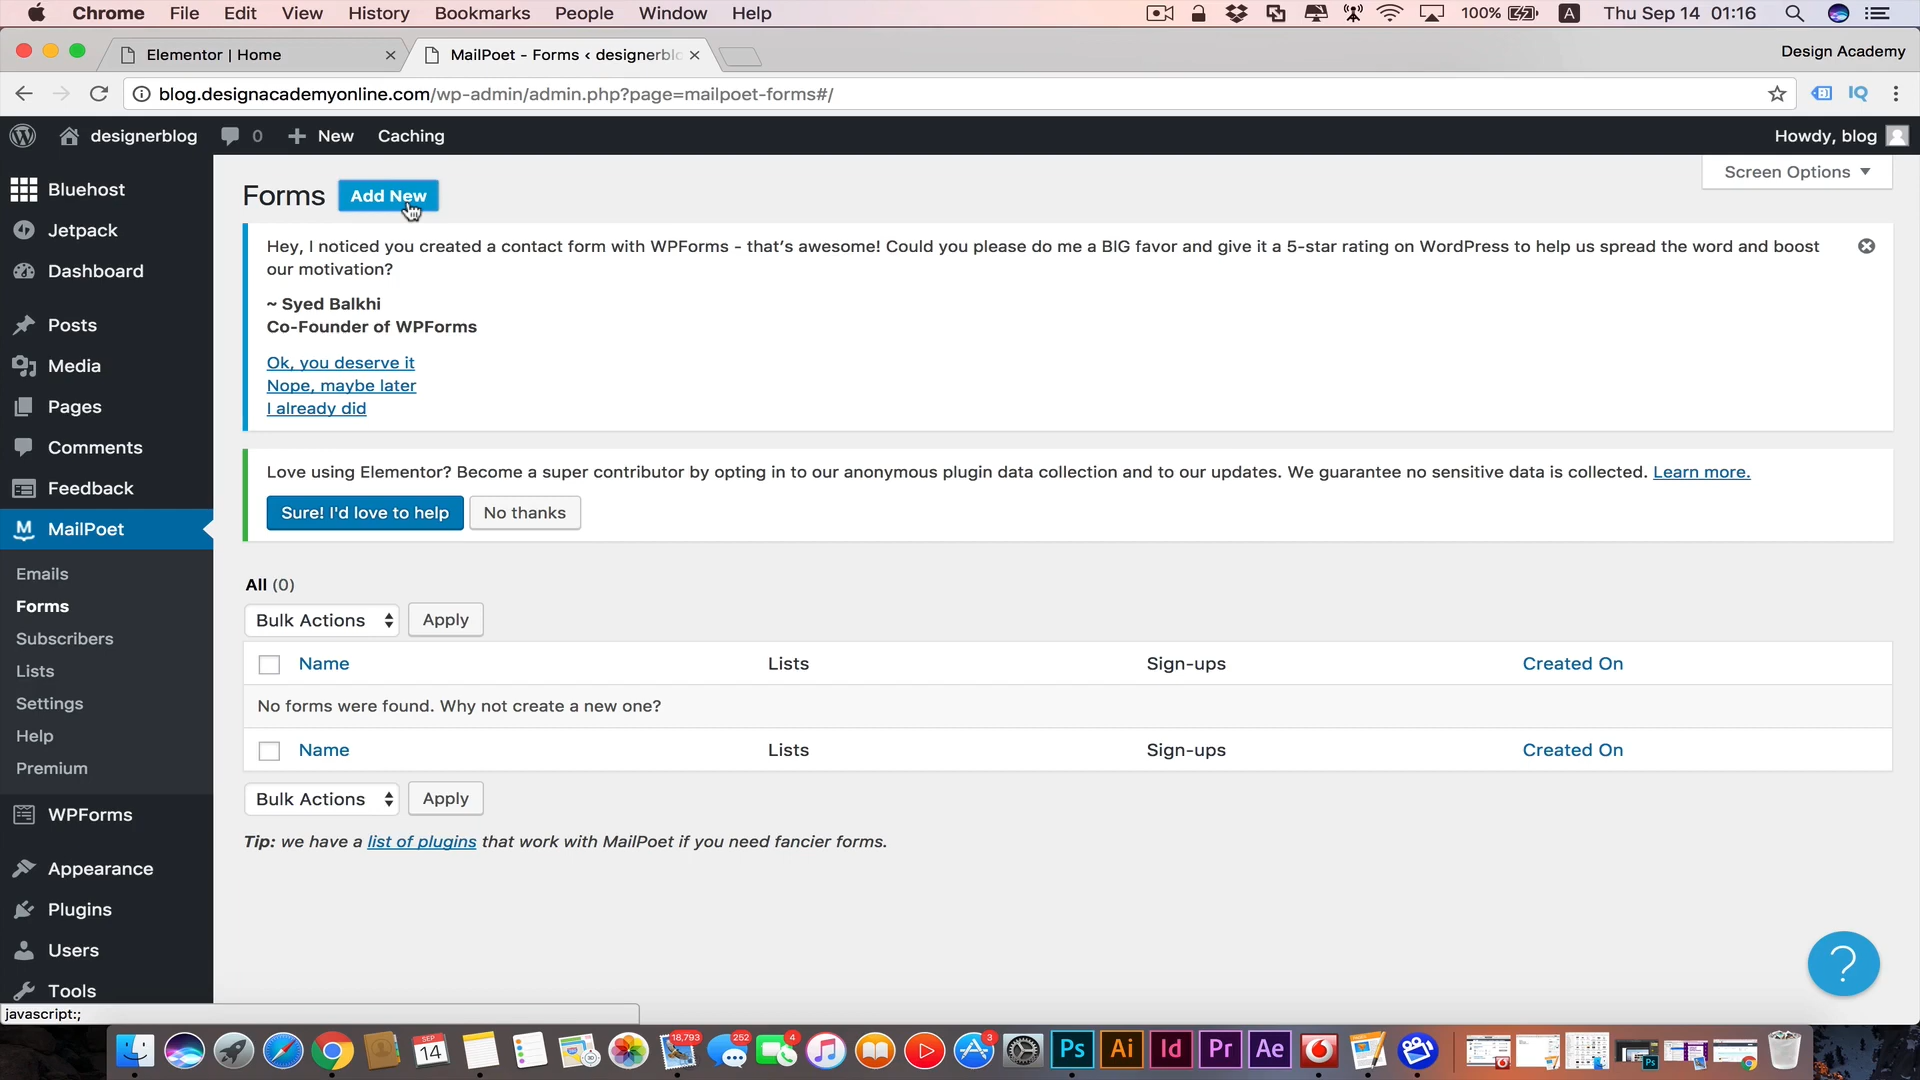 Chrome File Edit View History Bookmarks People Window Help 100% A Thu Sep 14 01:16
Elementor | Home
MailPoet - Forms ‹ designerblo
Design Academy
blog.designacademyonline.com/wp-admin/admin.php?page=mailpoet-forms#/
IQ
designerblog 0 New Caching Howdy, blog
Bluehost
Jetpack
Dashboard
Posts
Media
Pages
Comments
Feedback
MailPoet
Emails
Forms
Subscribers
Lists
Settings
Help
Premium
WPForms
Appearance
Plugins
Users
Tools
javascript:;
Screen Options
Forms Add New
Hey, I noticed you created a contact form with WPForms - that's awesome! Could you please do me a BIG favor and give it a 5-star rating on WordPress to help us spread the word and boost
our motivation?
~ Syed Balkhi
Co-Founder of WPForms
Ok, you deserve it
Nope, maybe later
I already did
Love using Elementor? Become a super contributor by opting in to our anonymous plugin data collection and to our updates. We guarantee no sensitive data is collected. Learn more.
Sure! I'd love to help No thanks
All (0)
Bulk Actions Apply
Name Lists Sign-ups Created On
No forms were found. Why not create a new one?
Name Lists Sign-ups Created On
Bulk Actions Apply
Tip: we have a list of plugins that work with MailPoet if you need fancier forms.
?
SEP
14
18,793
252
4
3
Ps Ai Id Pr Ae